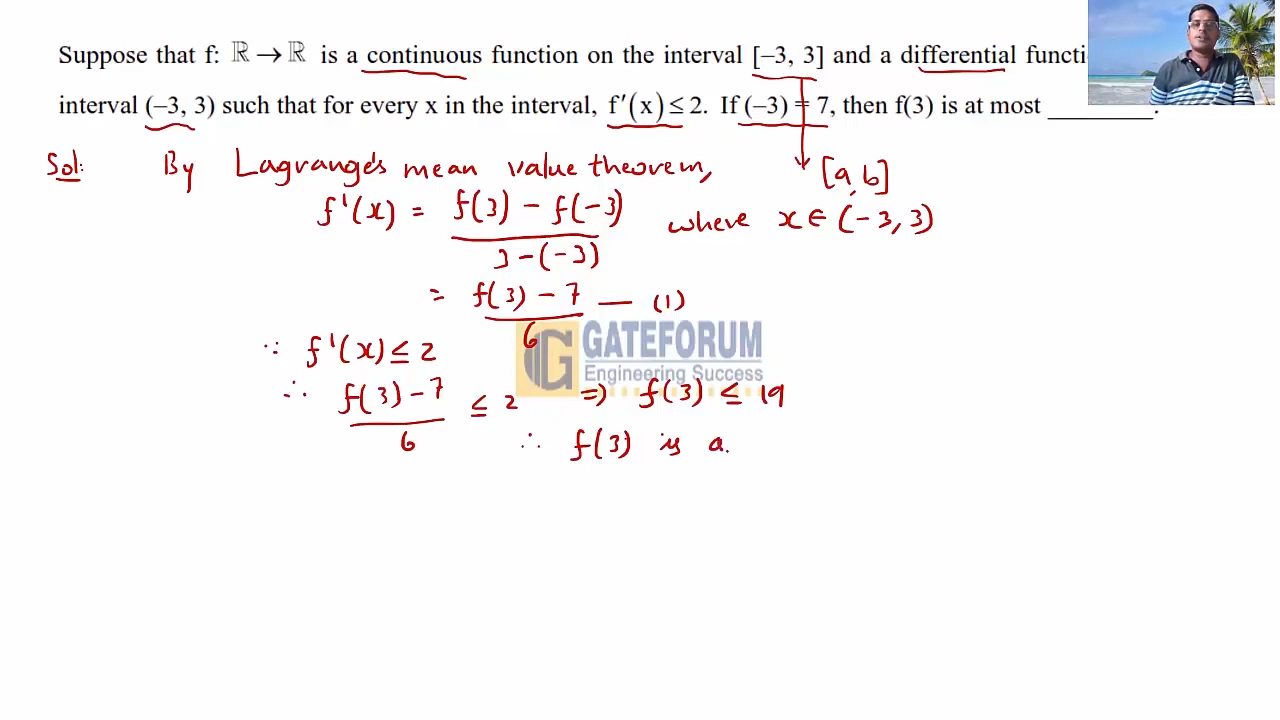 Suppose that f: ℝ → ℝ is a continuous function on the interval [–3, 3] and a differential functi
interval (–3, 3) such that for every x in the interval, f′(x) ≤ 2. If (–3) = 7, then f(3) is at most _________.
Sol: By Lagrange's mean value theorem, [a, b]
f'(x) = f(3) - f(-3) / 3-(-3) where x ∈ (-3, 3)
= f(3) - 7 / 6 — (1)
∵ f'(x) ≤ 2
∴ f(3) - 7 / 6 ≤ 2 ⇒ f(3) ≤ 19
∴ f(3) is a
GATEFORUM
Engineering Success